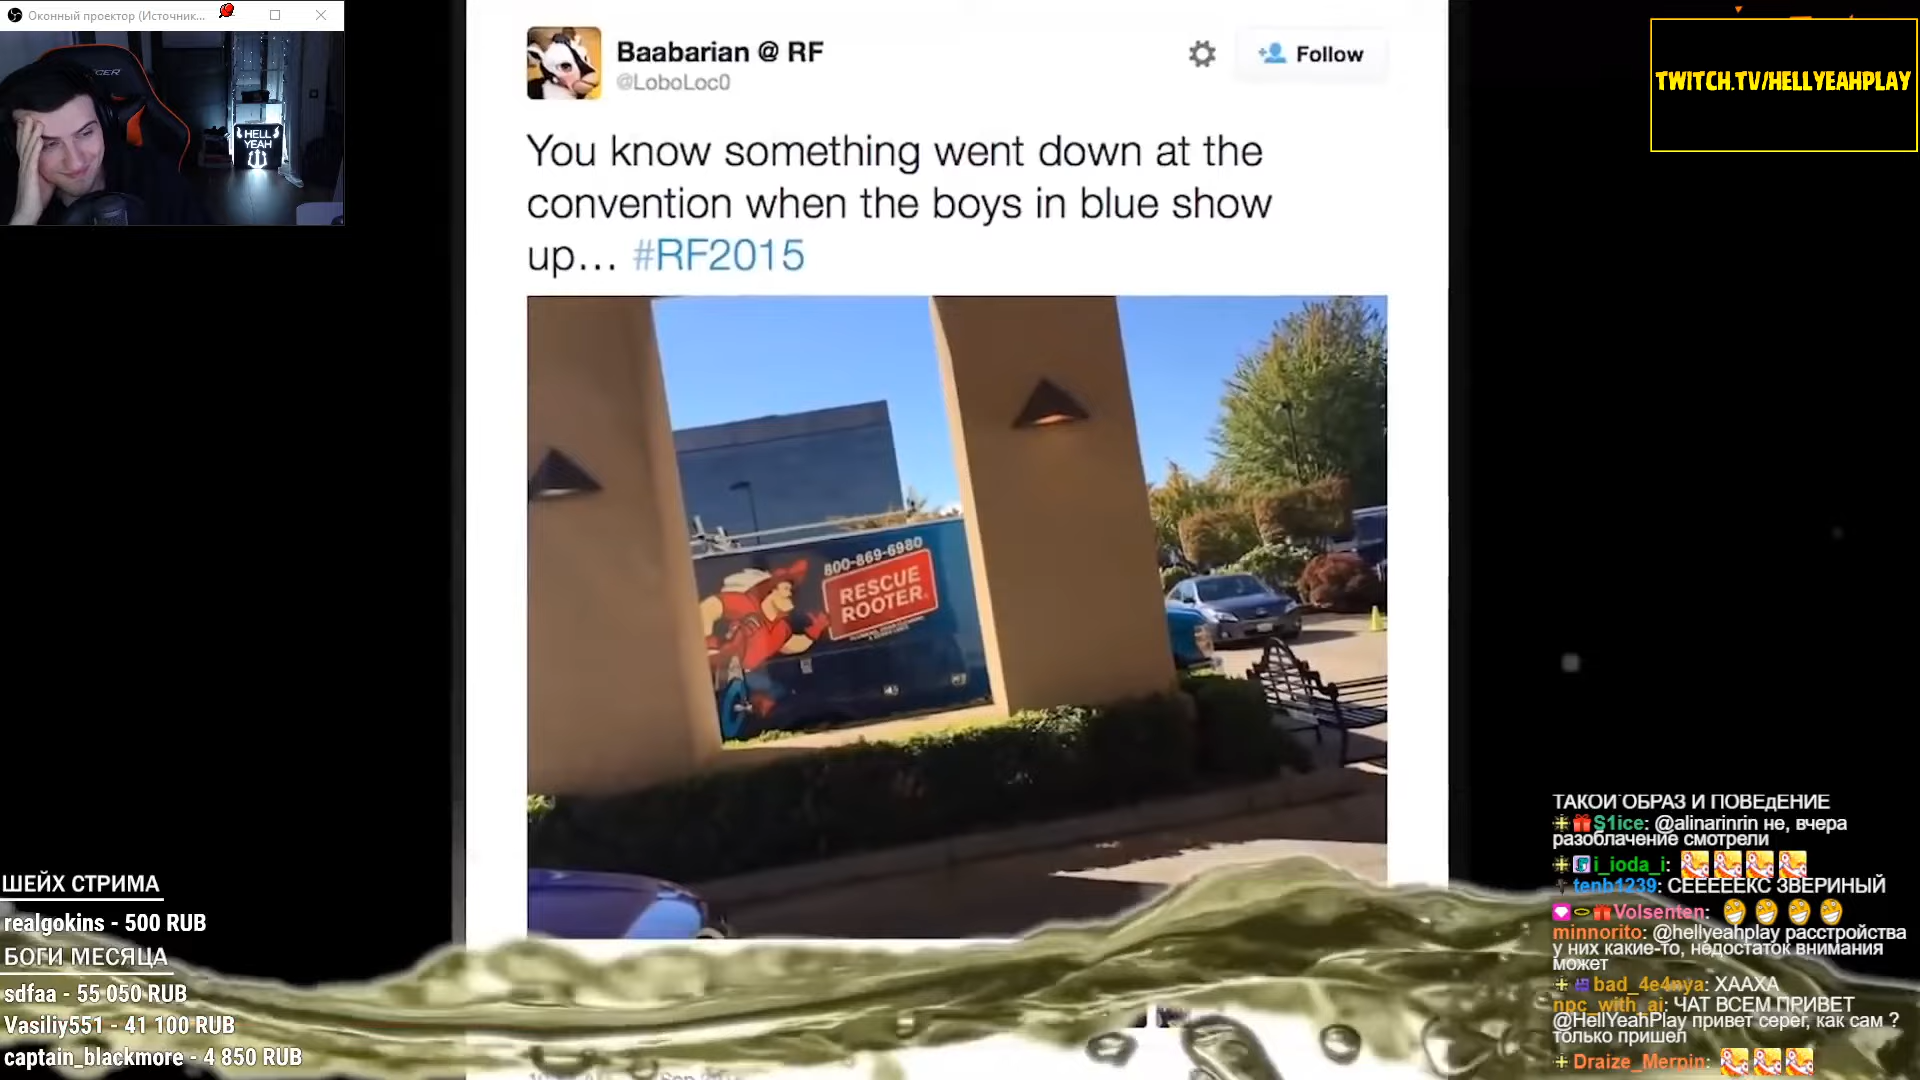 Оконный проектор (Источник...
HELL
YEAH
Baabarian @ RF
@LoboLoc0
Follow
TWITCH.TV/HELLYEAHPLAY
You know something went down at the
convention when the boys in blue show
up... #RF2015
800-869-6980
RESCUE
ROOTER
ШЕЙХ СТРИМА
realgokins - 500 RUB
БОГИ МЕСЯЦА
sdfaa - 55 050 RUB
Vasiliy551 - 41 100 RUB
captain_blackmore - 4 850 RUB
ТАКОЙ ОБРАЗ И ПОВЕдЕНИЕ
S1ice: @alinarinrin не, вчера
разоблачение смотрели
i_ioda_i:
tenb1239: СЕЕЕЕЕКС ЗВЕРИНЫЙ
Volsenten:
minnorito: @hellyeahplay расстройства
у них какие-то, недостаток внимания
может
bad_4e4nya: ХАААХА
npc_with_ai: ЧАТ ВСЕМ ПРИВЕТ
@HellYeahPlay привет серег, как сам ?
только пришел
Draize_Merpin: